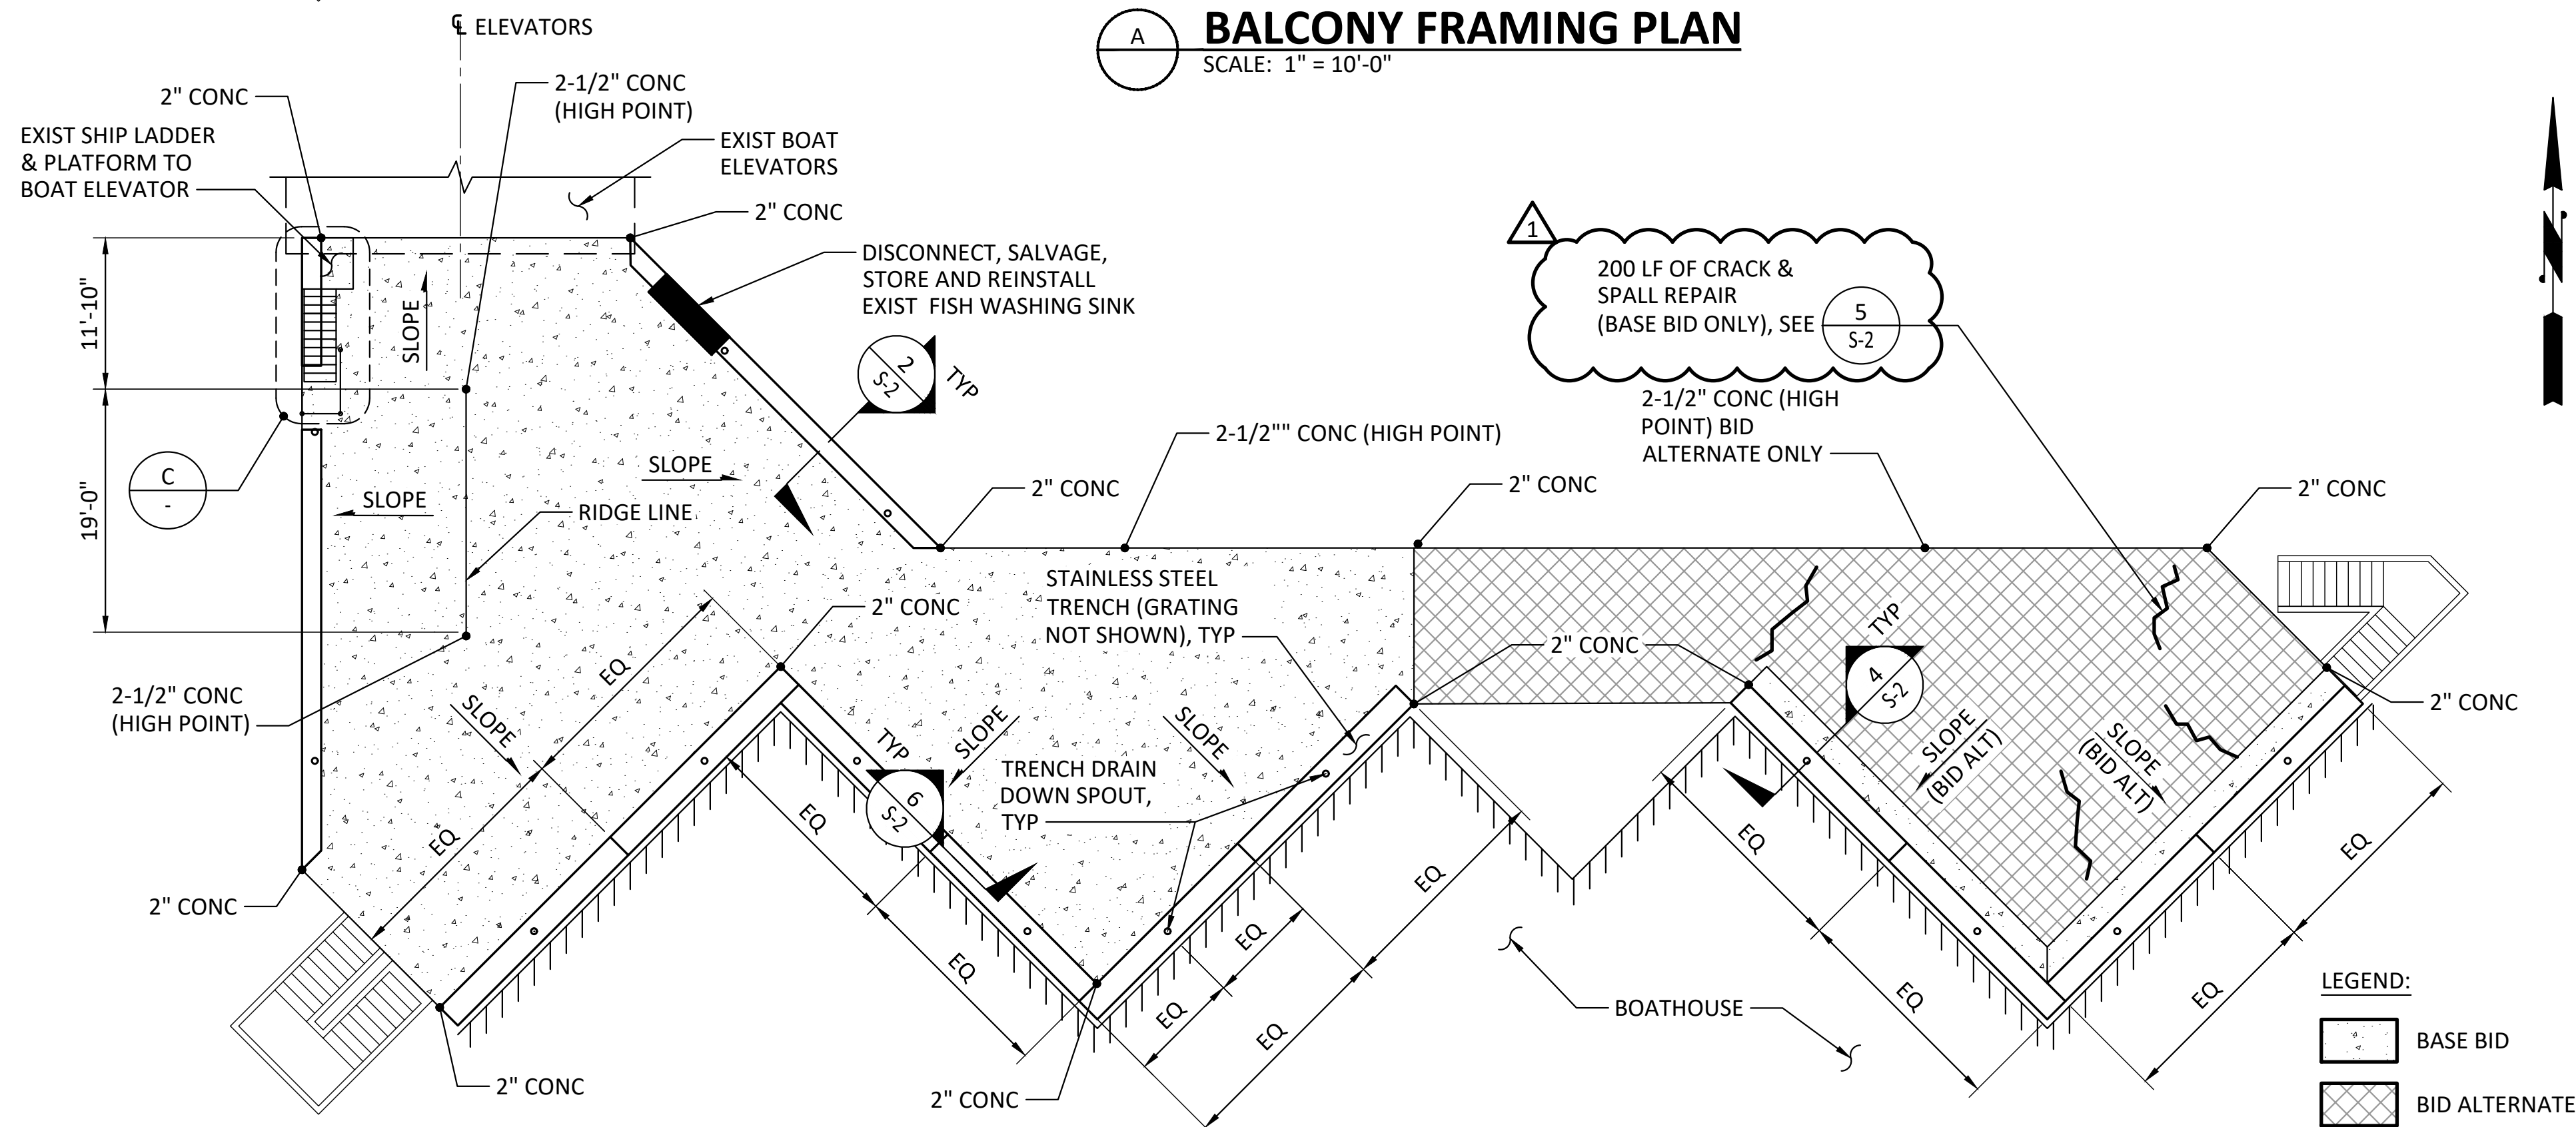 A
BALCONY FRAMING PLAN
SCALE: 1" = 10'-0"
℄ ELEVATORS
2" CONC
2-1/2" CONC
(HIGH POINT)
EXIST SHIP LADDER
& PLATFORM TO
BOAT ELEVATOR
EXIST BOAT
ELEVATORS
2" CONC
DISCONNECT, SALVAGE,
STORE AND REINSTALL
EXIST FISH WASHING SINK
1
200 LF OF CRACK &
SPALL REPAIR
(BASE BID ONLY), SEE
5
S-2
N
11'-10"
SLOPE
2
S-2
TYP
2-1/2" CONC (HIGH
POINT) BID
ALTERNATE ONLY
2-1/2"" CONC (HIGH POINT)
C
-
SLOPE
SLOPE
2" CONC
2" CONC
2" CONC
19'-0"
RIDGE LINE
STAINLESS STEEL
TRENCH (GRATING
NOT SHOWN), TYP
2" CONC
2" CONC
TYP
4
S-2
2-1/2" CONC
(HIGH POINT)
EQ
SLOPE
EQ
TYP
6
S-2
SLOPE
SLOPE
TRENCH DRAIN
DOWN SPOUT,
TYP
SLOPE
(BID ALT)
SLOPE
(BID ALT)
2" CONC
2" CONC
EQ
EQ
EQ
EQ
EQ
EQ
EQ
EQ
EQ
EQ
2" CONC
2" CONC
BOATHOUSE
LEGEND:
BASE BID
BID ALTERNATE